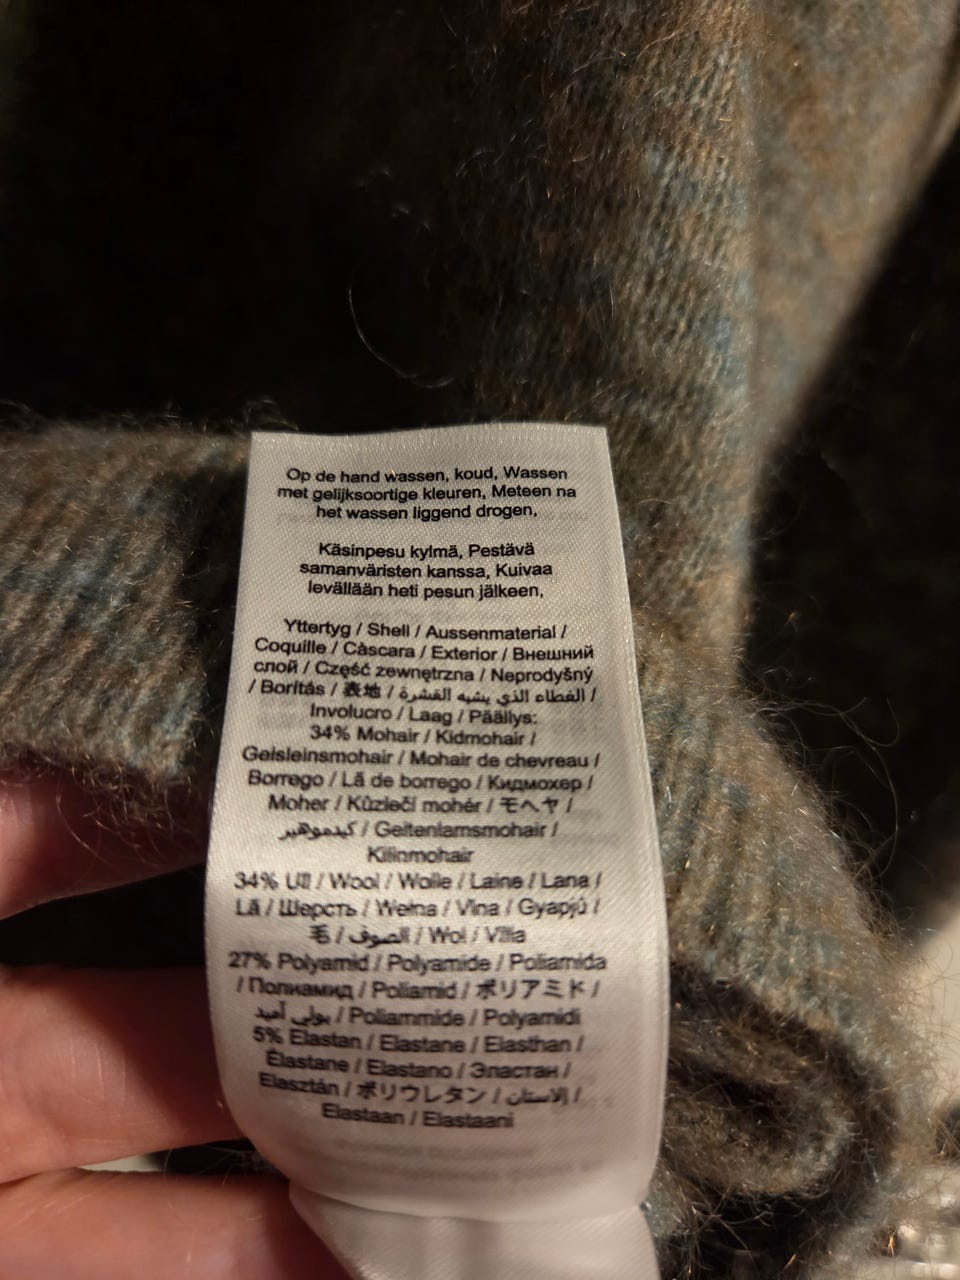 Op de hand wassen, koud, Wassen
met gelijksoortige kleuren, Meteen na
het wassen liggend drogen,
Käsinpesu kylmä, Pestävä
samanväristen kanssa, Kuivaa
levällään heti pesun jälkeen,
Yttertyg / Shell / Aussenmaterial /
Coquille / Càscara / Exterior / Внешний
слой / Część zewnętrzna / Neprodyšný
/ Borítás / 表地 / الغطاء الذي يشبه القشرة /
Involucro / Laag / Päällys:
34% Mohair / Kidmohair /
Geisleinsmohair / Mohair de chevreau /
Borrego / Lã de borrego / Кидмохер /
Moher / Kůzlečí mohér / モヘヤ /
كيدموهير / Geitenlamsmohair /
Kilinmohair
34% Ull / Wool / Wolle / Laine / Lana /
Lã / Шерсть / Wełna / Vlna / Gyapjú /
毛 / الصوف / Wol / Villa
27% Polyamid / Polyamide / Poliamida
/ Полиамид / Poliamid / ポリアミド /
بولي أميد / Poliammide / Polyamidi
5% Elastan / Elastane / Elasthan /
Élastane / Elastano / Эластан /
Elasztán / ポリウレタン / إلاستان /
Elastaan / Elastaani